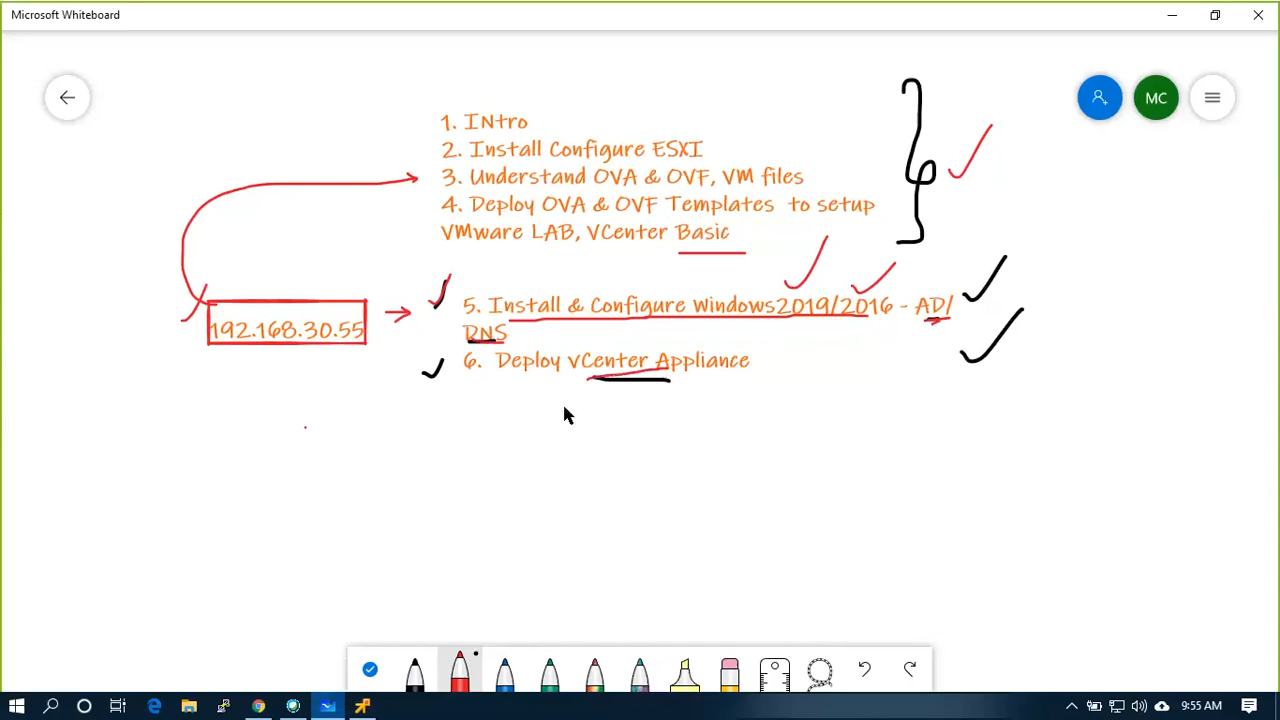 Microsoft Whiteboard
MC
1. INtro
2. Install Configure ESXI
3. Understand OVA & OVF, VM files
4. Deploy OVA & OVF Templates to setup
VMware LAB, VCenter Basic
5. Install & Configure Windows2019/2016 - AD/
DNS
192.168.30.55
6. Deploy vCenter Appliance
9:55 AM